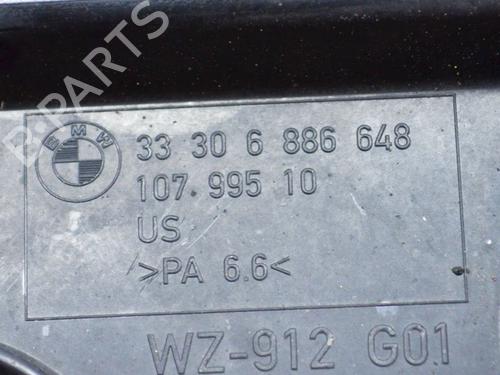 B-PARTS
BMW
33 30 6 886 648
107 995 10
US
>PA 6.6<
WZ-912 G01